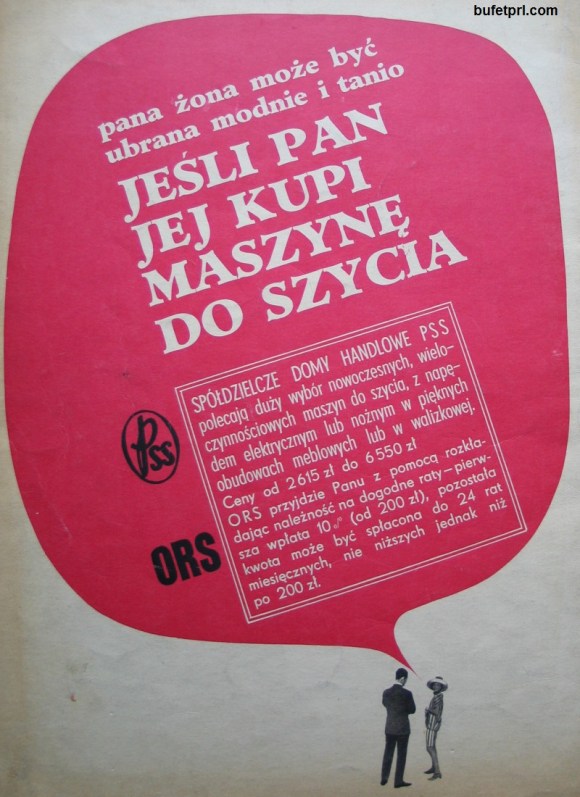 bufetprl.com
pana żona może być
ubrana modnie i tanio
JEŚLI PAN
JEJ KUPI
MASZYNĘ
DO SZYCIA
SPÓŁDZIELCZE DOMY HANDLOWE PSS
polecają duży wybór nowoczesnych, wielo-
czynnościowych maszyn do szycia, z napę-
dem elektrycznym lub nożnym w pięknych
obudowach meblowych lub w walizkowej.
Ceny od 2615 zł do 6550 zł
ORS przyjdzie Panu z pomocą rozkła-
dając należność na dogodne raty-pierw-
sza wpłata 10% (od 200 zł), pozostała
kwota może być spłacona do 24 rat
miesięcznych, nie niższych jednak niż
po 200 zł.
PSS
ORS